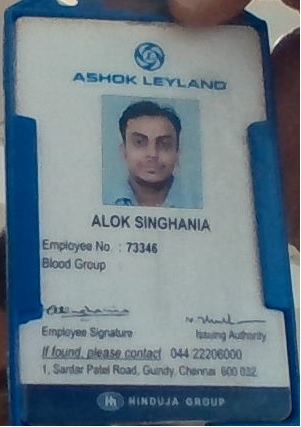 ASHOK LEYLAND
ALOK SINGHANIA
Employee No. : 73346
Blood Group
Employee Signature Issuing Authority
If found, please contact 044 22206000
1, Sardar Patel Road, Guindy, Chennai 600 032.
HINDUJA GROUP